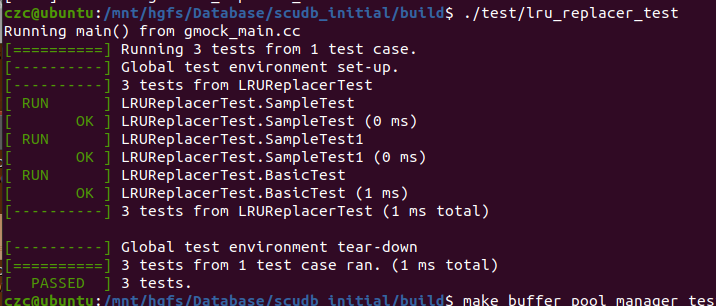 czc@ubuntu:/mnt/hgfs/Database/scudb_initial/build$ ./test/lru_replacer_test
Running main() from gmock_main.cc
[==========] Running 3 tests from 1 test case.
[----------] Global test environment set-up.
[----------] 3 tests from LRUReplacerTest
[ RUN      ] LRUReplacerTest.SampleTest
[       OK ] LRUReplacerTest.SampleTest (0 ms)
[ RUN      ] LRUReplacerTest.SampleTest1
[       OK ] LRUReplacerTest.SampleTest1 (0 ms)
[ RUN      ] LRUReplacerTest.BasicTest
[       OK ] LRUReplacerTest.BasicTest (1 ms)
[----------] 3 tests from LRUReplacerTest (1 ms total)
[----------] Global test environment tear-down
[==========] 3 tests from 1 test case ran. (1 ms total)
[  PASSED  ] 3 tests.
czc@ubuntu:/mnt/hgfs/Database/scudb_initial/build$ make buffer_pool_manager_tes